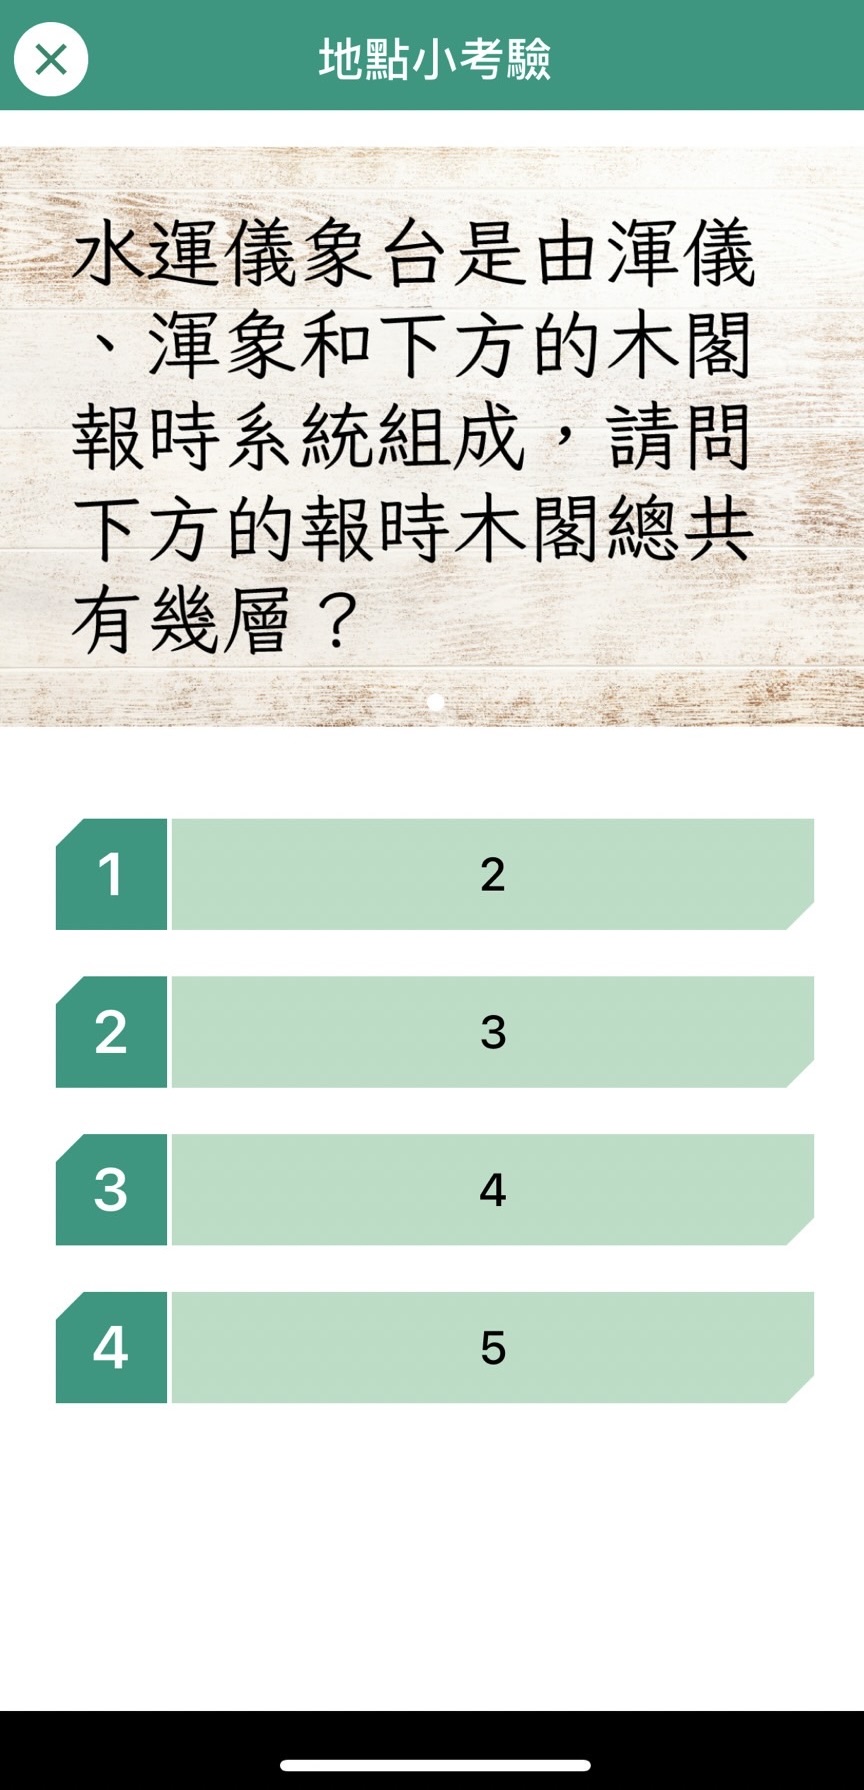 地點小考驗
水運儀象台是由渾儀
、渾象和下方的木閣
報時系統組成，請問
下方的報時木閣總共
有幾層？
1 2
2 3
3 4
4 5